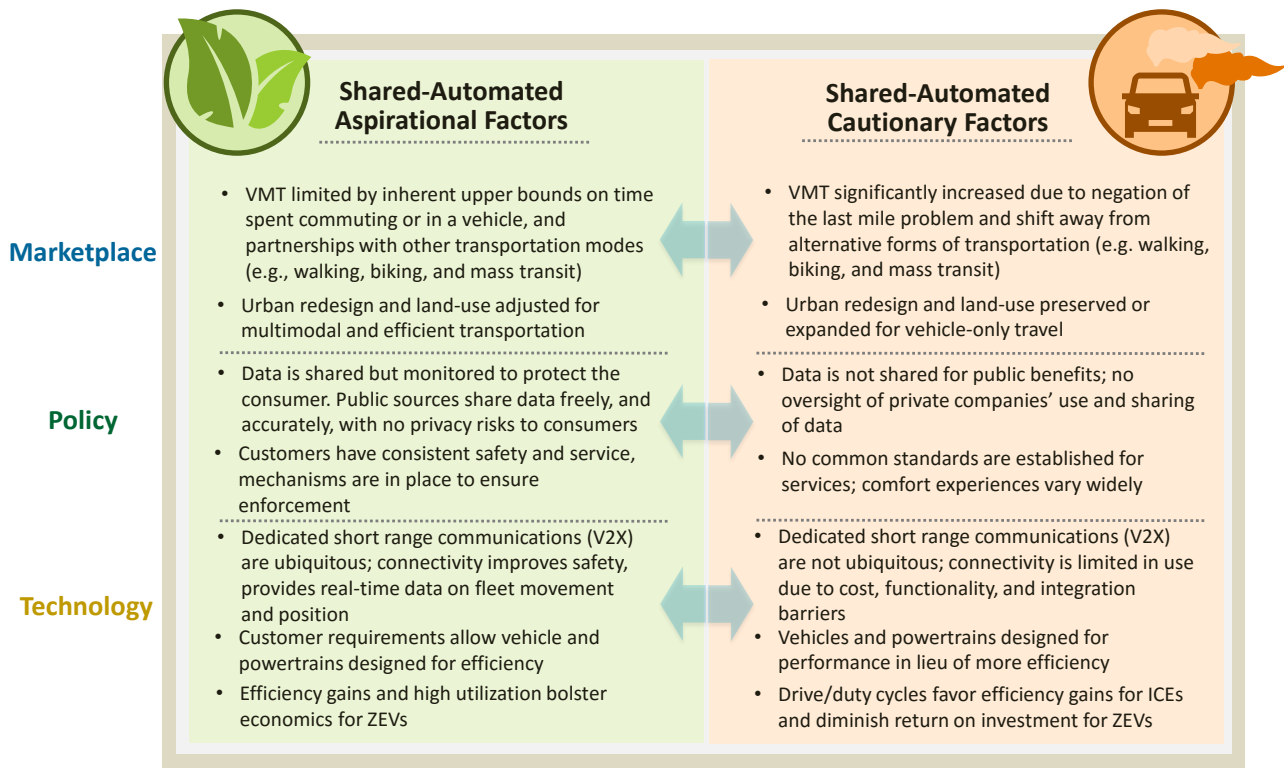 Shared-Automated
Aspirational Factors
Shared-Automated
Cautionary Factors
Marketplace
• VMT limited by inherent upper bounds on time
spent commuting or in a vehicle, and
partnerships with other transportation modes
(e.g., walking, biking, and mass transit)
• Urban redesign and land-use adjusted for
multimodal and efficient transportation
• VMT significantly increased due to negation of
the last mile problem and shift away from
alternative forms of transportation (e.g. walking,
biking, and mass transit)
• Urban redesign and land-use preserved or
expanded for vehicle-only travel
Policy
• Data is shared but monitored to protect the
consumer. Public sources share data freely, and
accurately, with no privacy risks to consumers
• Customers have consistent safety and service,
mechanisms are in place to ensure
enforcement
• Data is not shared for public benefits; no
oversight of private companies’ use and sharing
of data
• No common standards are established for
services; comfort experiences vary widely
Technology
• Dedicated short range communications (V2X)
are ubiquitous; connectivity improves safety,
provides real-time data on fleet movement
and position
• Customer requirements allow vehicle and
powertrains designed for efficiency
• Efficiency gains and high utilization bolster
economics for ZEVs
• Dedicated short range communications (V2X)
are not ubiquitous; connectivity is limited in use
due to cost, functionality, and integration
barriers
• Vehicles and powertrains designed for
performance in lieu of more efficiency
• Drive/duty cycles favor efficiency gains for ICEs
and diminish return on investment for ZEVs